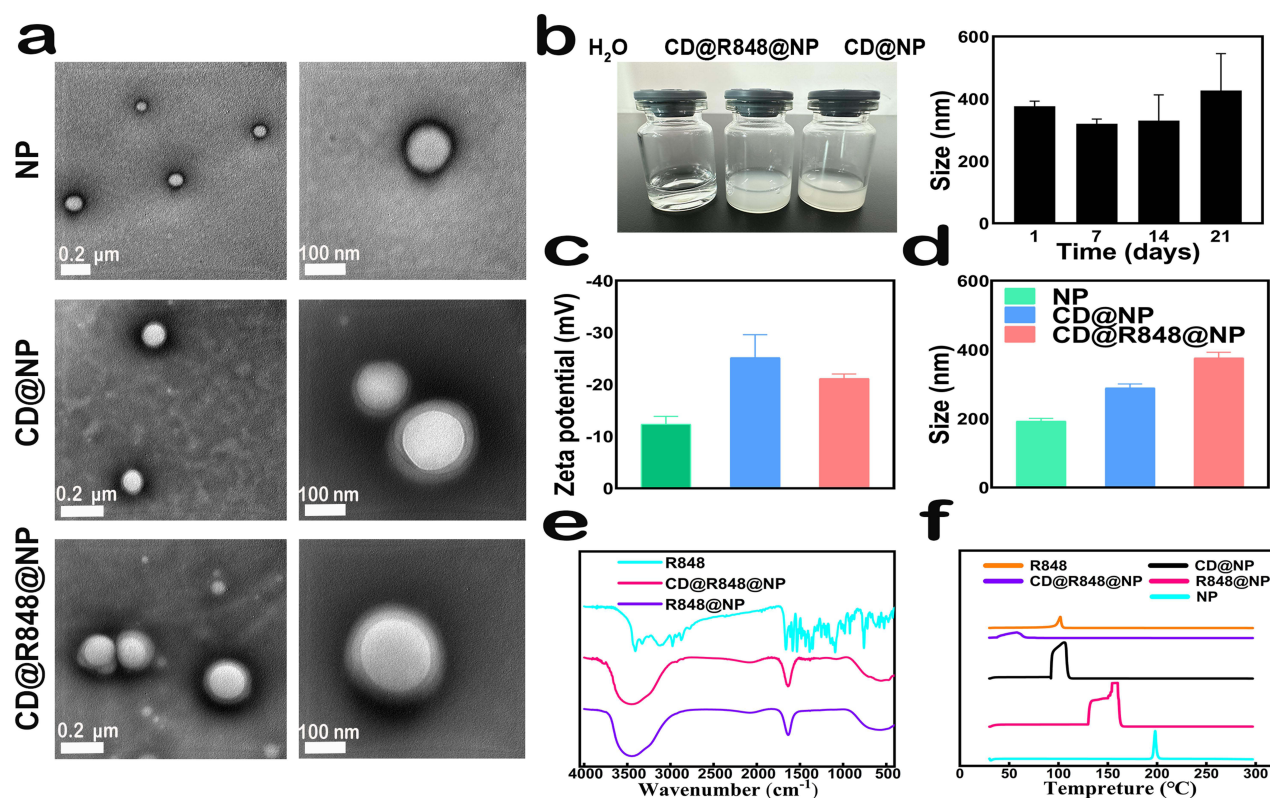 a
NP
0.2 µm
100 nm
CD@NP
0.2 µm
100 nm
CD@R848@NP
0.2 µm
100 nm
b
H₂O CD@R848@NP CD@NP
Size (nm)
600
400
200
0
1 7 14 21
Time (days)
c
Zeta potential (mV)
-40
-30
-20
-10
0
d
Size (nm)
600
400
200
0
NP
CD@NP
CD@R848@NP
e
R848
CD@R848@NP
R848@NP
4000 3500 3000 2500 2000 1500 1000 500
Wavenumber (cm⁻¹)
f
R848
CD@R848@NP
CD@NP
R848@NP
NP
0 50 100 150 200 250 300
Tempreture (°C)